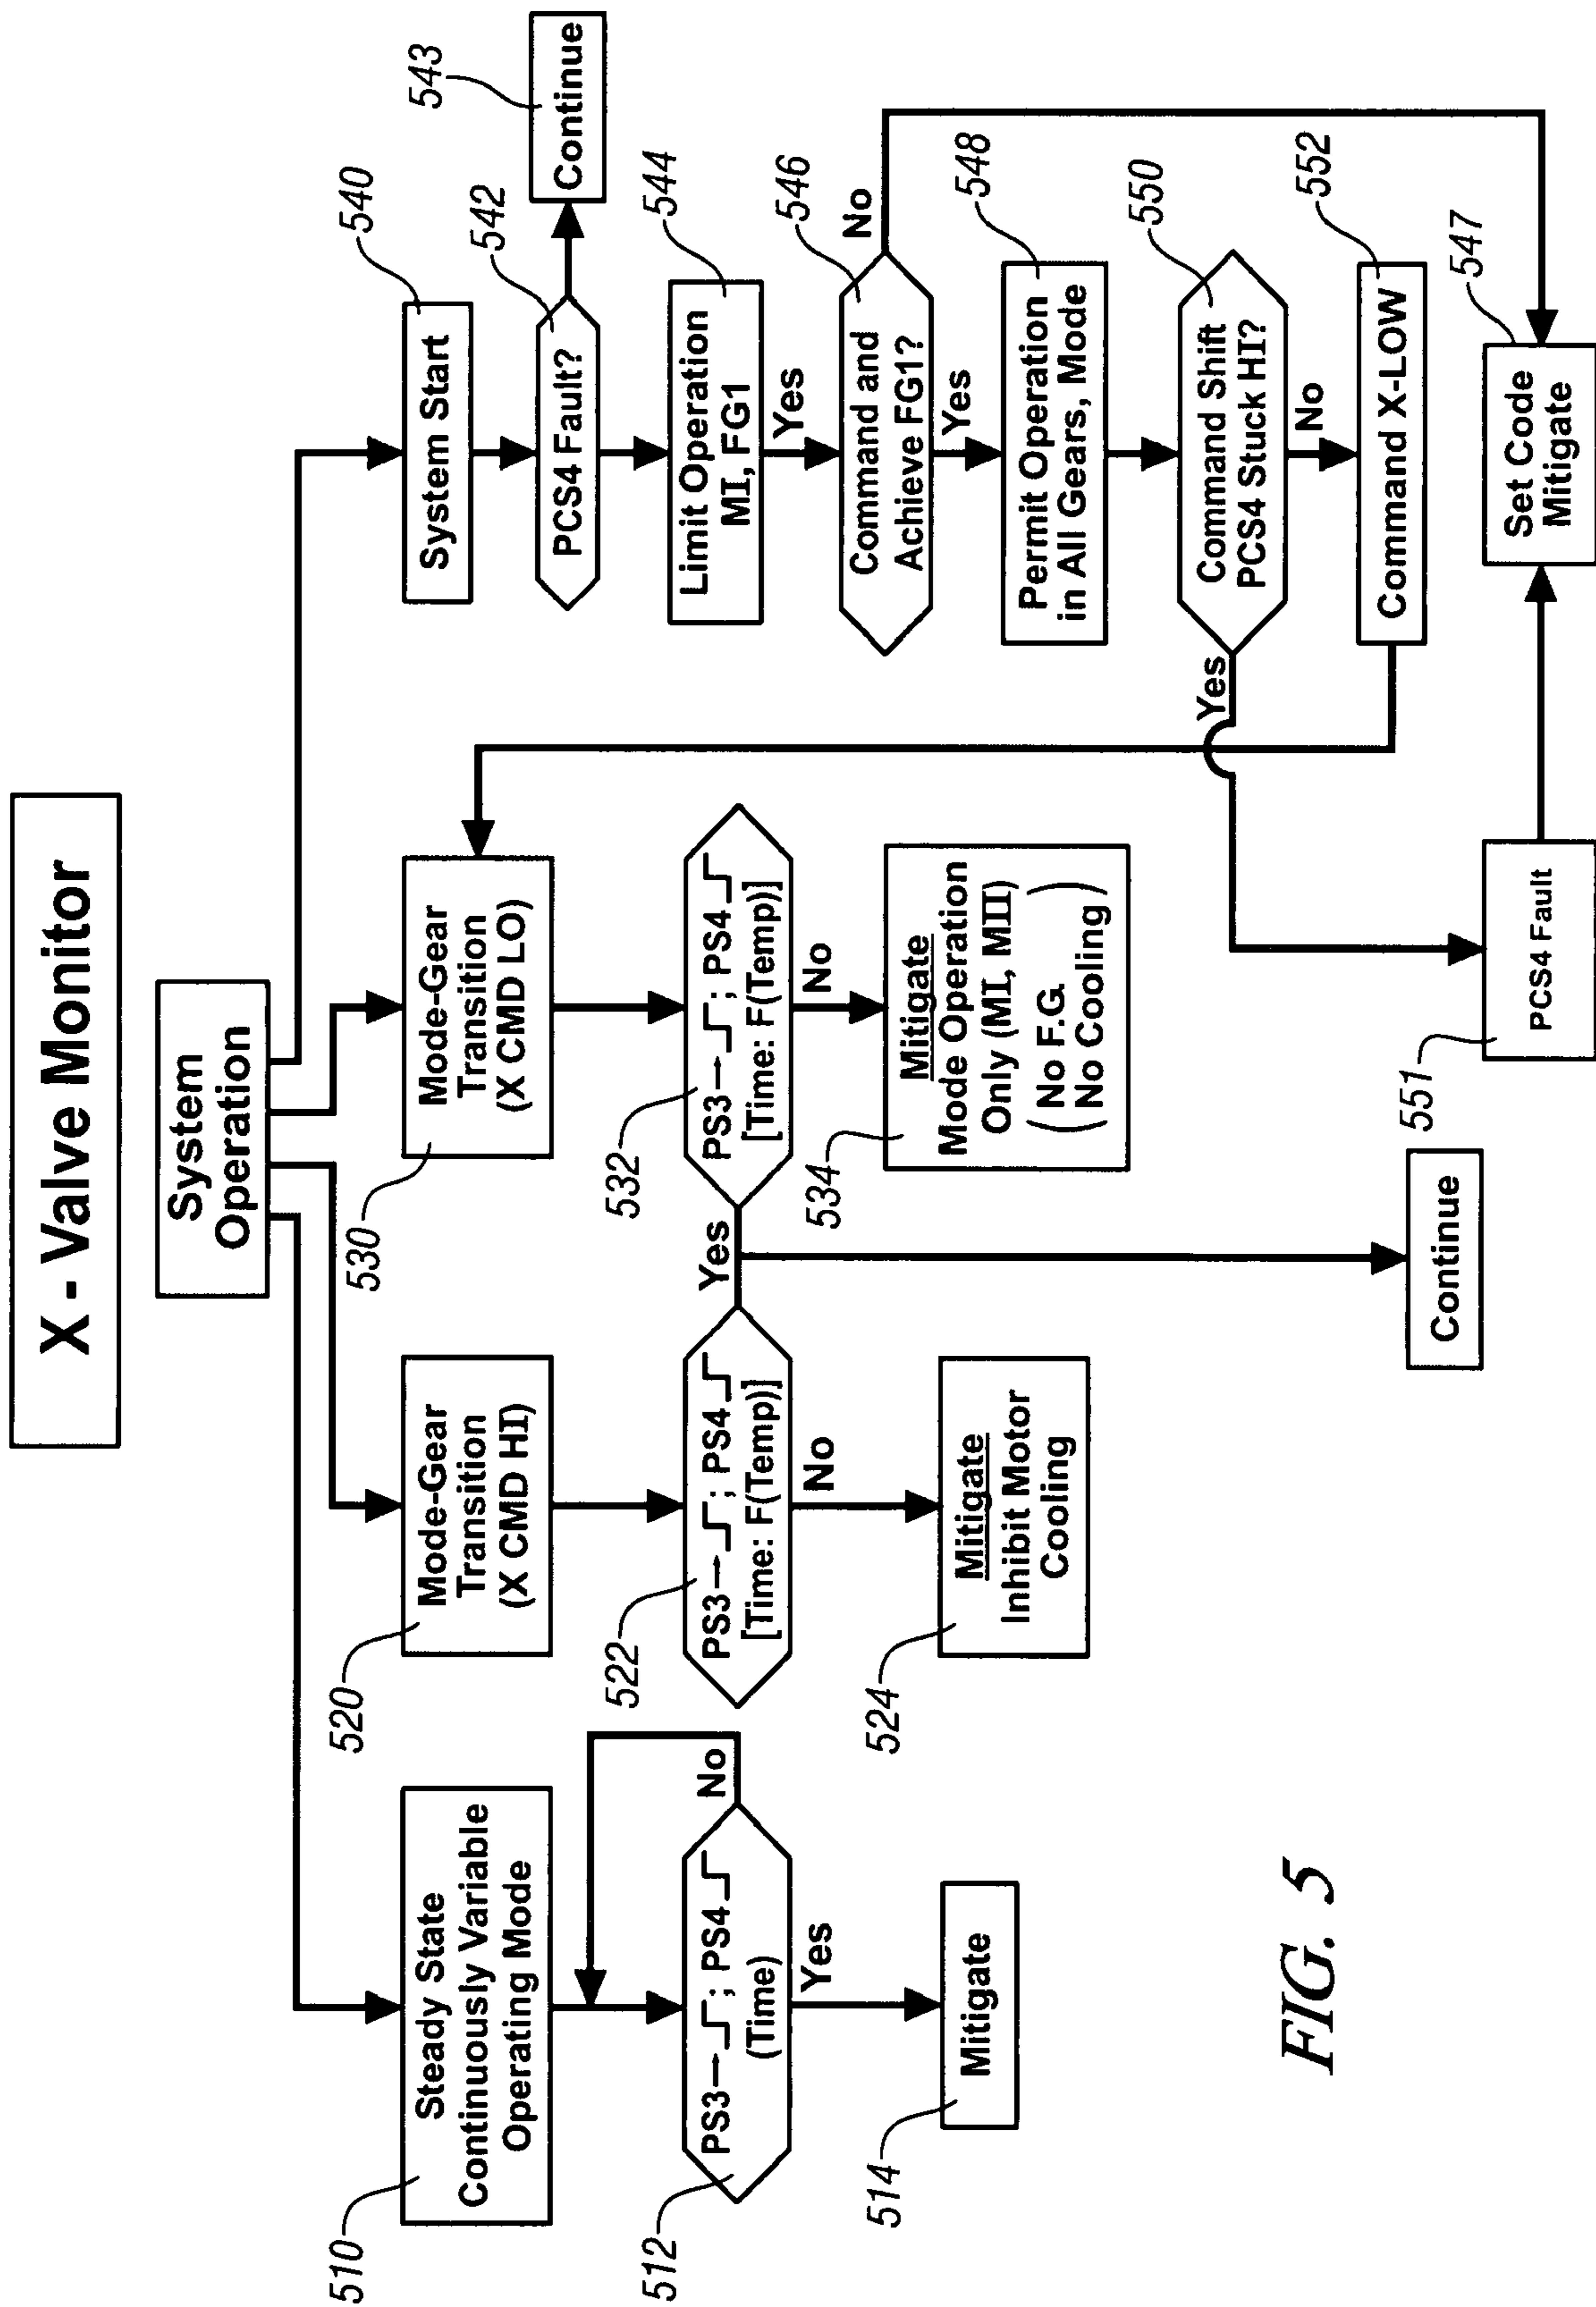 X - Valve Monitor
System
Operation
510
Steady State
Continuously Variable
Operating Mode
512
PS3→ ; PS4
(Time)
No
Yes
514
Mitigate
520
Mode-Gear
Transition
(X CMD HI)
522
PS3→ ; PS4
[Time: F(Temp)]
Yes
No
524
Mitigate
Inhibit Motor
Cooling
530
Mode-Gear
Transition
(X CMD LO)
532
PS3→ ; PS4
[Time: F(Temp)]
No
534
Mitigate
Mode Operation
Only (MI, MII)
( No F.G. )
( No Cooling )
Continue
540
System Start
542
PCS4 Fault?
543
Continue
544
Limit Operation
MI, FG1
Yes
546
Command and
Achieve FG1?
No
Yes
548
Permit Operation
in All Gears, Mode
550
Command Shift
PCS4 Stuck HI?
Yes
No
552
Command X-LOW
547
Set Code
Mitigate
551
PCS4 Fault
FIG. 5